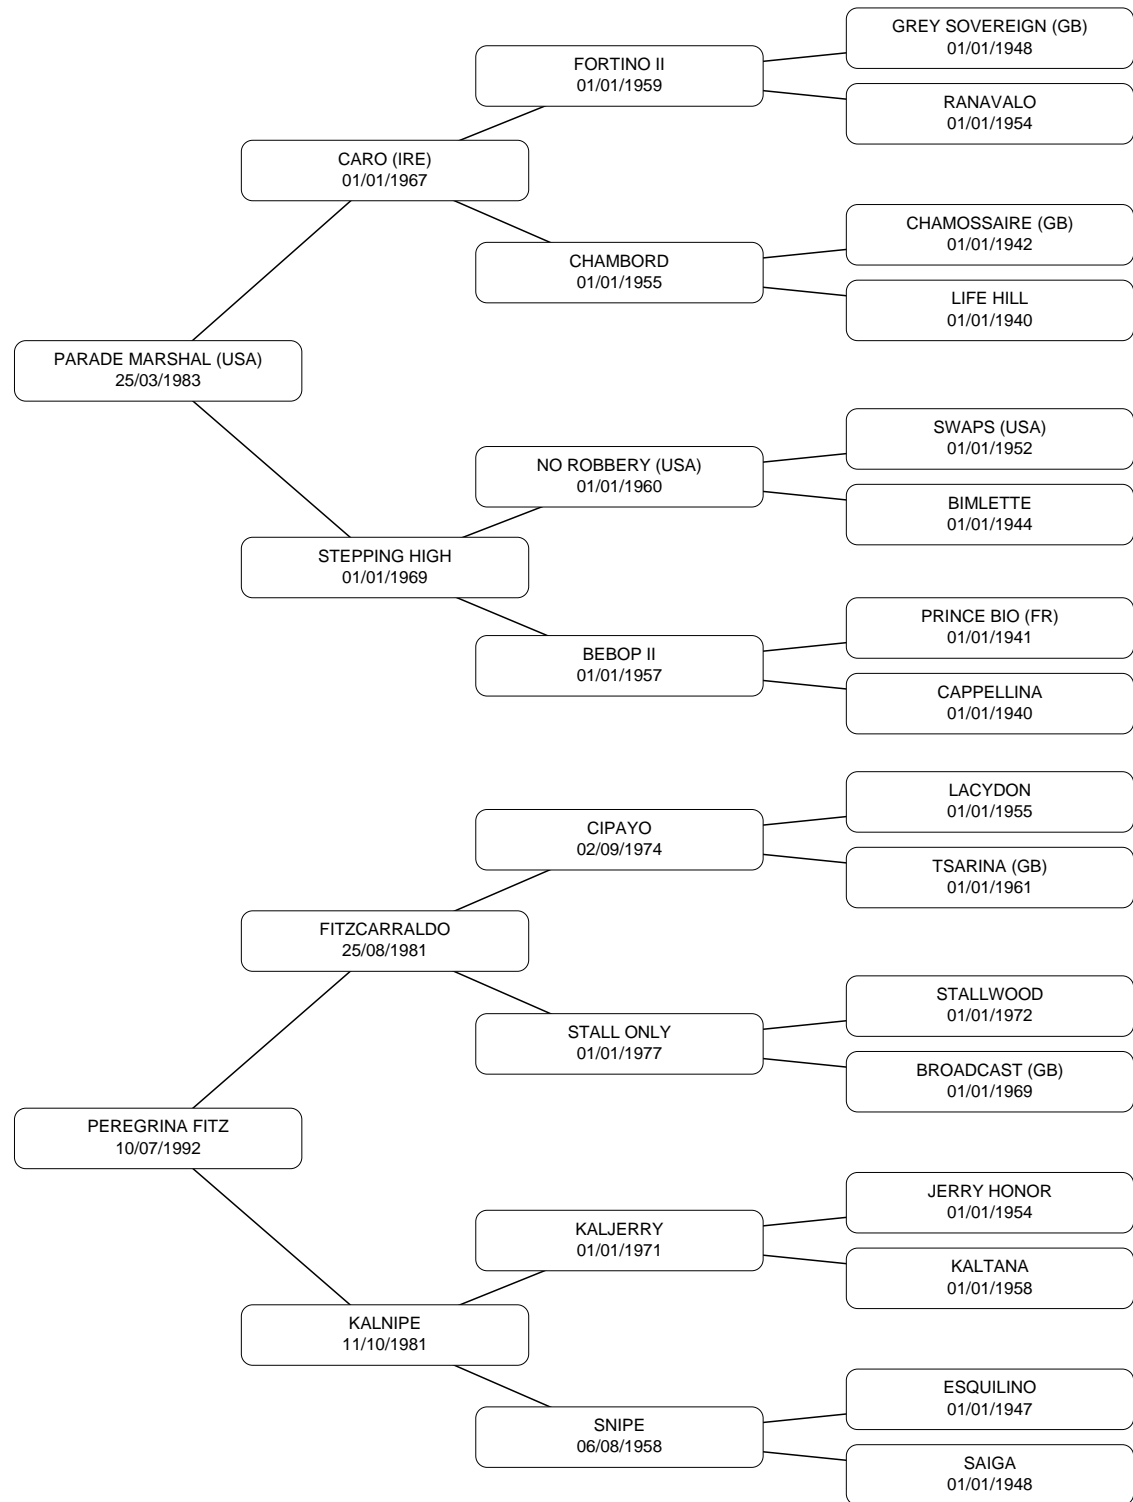 GREY SOVEREIGN (GB)
01/01/1948
FORTINO II
01/01/1959
RANAVALO
01/01/1954
CARO (IRE)
01/01/1967
CHAMOSSAIRE (GB)
01/01/1942
CHAMBORD
01/01/1955
LIFE HILL
01/01/1940
PARADE MARSHAL (USA)
25/03/1983
SWAPS (USA)
01/01/1952
NO ROBBERY (USA)
01/01/1960
BIMLETTE
01/01/1944
STEPPING HIGH
01/01/1969
PRINCE BIO (FR)
01/01/1941
BEBOP II
01/01/1957
CAPPELLINA
01/01/1940
LACYDON
01/01/1955
CIPAYO
02/09/1974
TSARINA (GB)
01/01/1961
FITZCARRALDO
25/08/1981
STALLWOOD
01/01/1972
STALL ONLY
01/01/1977
BROADCAST (GB)
01/01/1969
PEREGRINA FITZ
10/07/1992
JERRY HONOR
01/01/1954
KALJERRY
01/01/1971
KALTANA
01/01/1958
KALNIPE
11/10/1981
ESQUILINO
01/01/1947
SNIPE
06/08/1958
SAIGA
01/01/1948